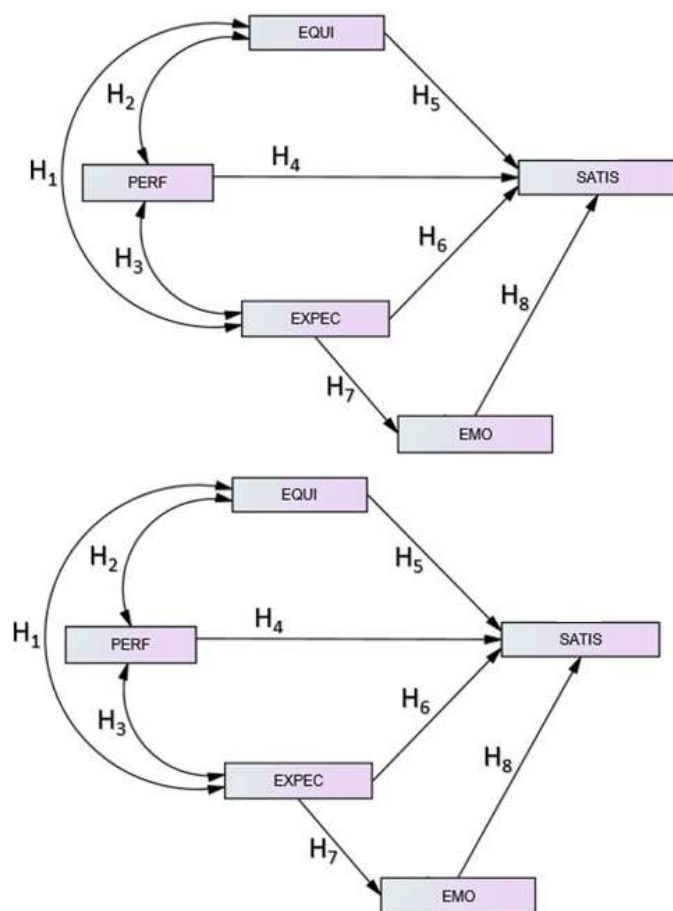 EQUI
H₂
H₅
H₁
PERF
H₄
SATIS
H₃
H₆
EXPEC
H₈
H₇
EMO
EQUI
H₂
H₅
H₁
PERF
H₄
SATIS
H₃
H₆
EXPEC
H₈
H₇
EMO